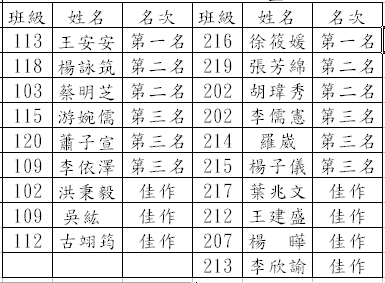 班級 姓名 名次 班級 姓名 名次
113 王安安 第一名 216 徐筱媛 第一名
118 楊詠筑 第二名 219 張芳綿 第二名
103 蔡明芝 第二名 202 胡瑋秀 第二名
115 游婉儒 第三名 202 李儒憲 第三名
120 蕭子宣 第三名 214 羅崴 第三名
109 李依澤 第三名 215 楊子儀 第三名
102 洪秉毅 佳作 217 葉兆文 佳作
109 吳紘 佳作 212 王建盛 佳作
112 古翊筠 佳作 207 楊 曄 佳作
213 李欣諭 佳作